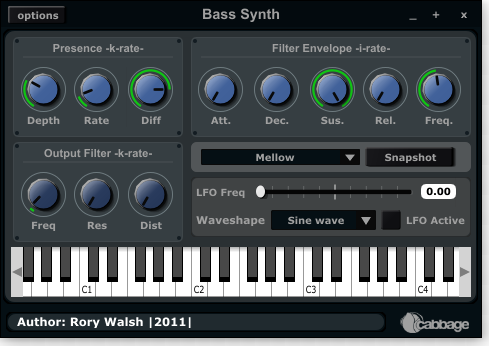 options
Bass Synth
_ + x
Presence -k-rate-
Depth Rate Diff
Filter Envelope -i-rate-
Att. Dec. Sus. Rel. Freq.
Output Filter -k-rate-
Freq Res Dist
Mellow Snapshot
LFO Freq 0.00
Waveshape Sine wave LFO Active
C1 C2 C3 C4
Author: Rory Walsh |2011|
cabbage